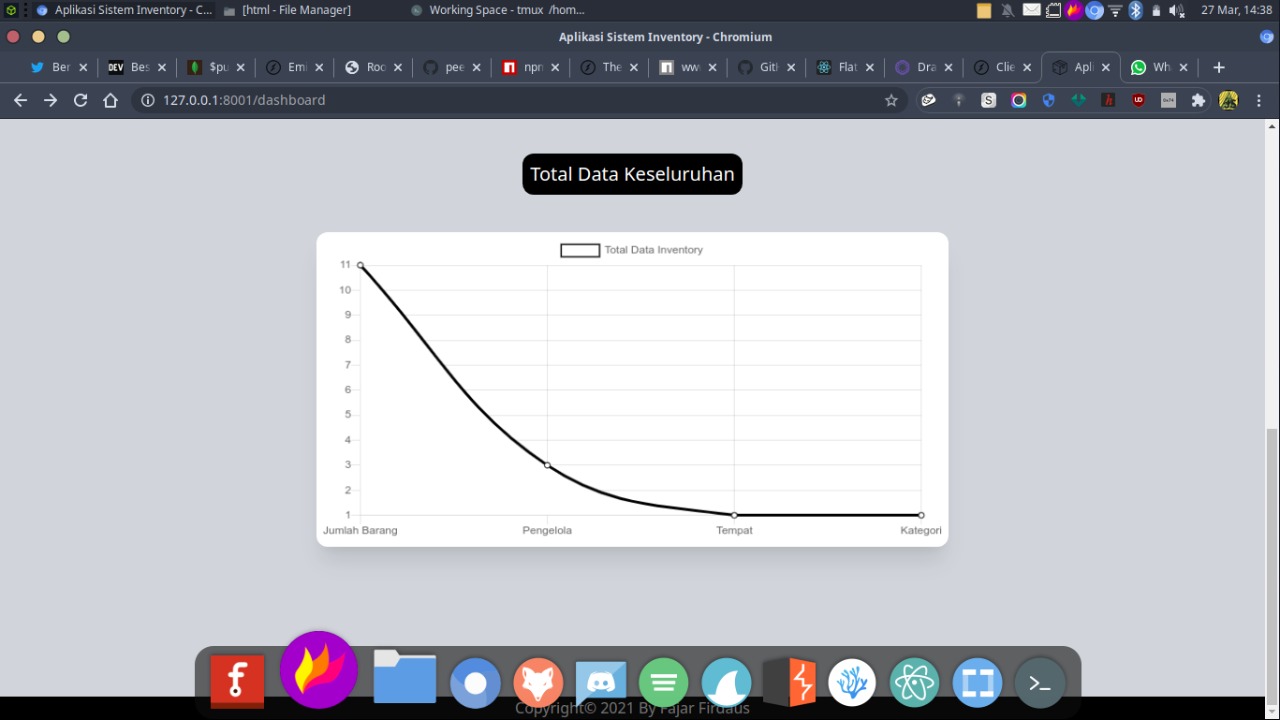 Aplikasi Sistem Inventory - C...
[html - File Manager]
Working Space - tmux /hom...
27 Mar, 14:38
Aplikasi Sistem Inventory - Chromium
Ber
DEV Bes
$pu
Emi
Roo
pee
npm
The
ww
Git
Flat
Dra
Clie
Apli
Wh
127.0.0.1:8001/dashboard
Total Data Keseluruhan
Total Data Inventory
11
10
9
8
7
6
5
4
3
2
1
Jumlah Barang
Pengelola
Tempat
Kategori
Copyright© 2021 By Fajar Firdaus